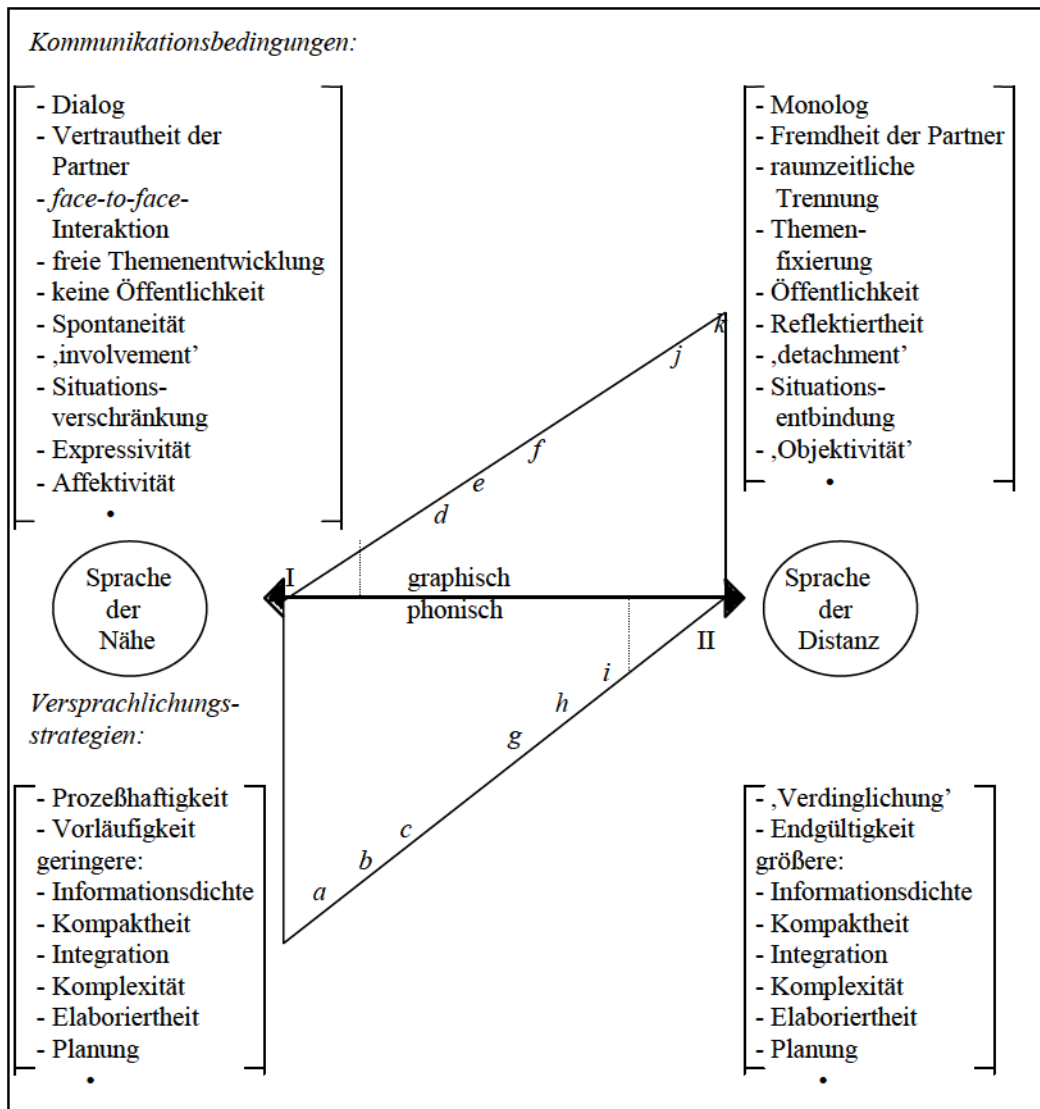 Kommunikationsbedingungen:
- Dialog
- Vertrautheit der
Partner
- face-to-face-
Interaktion
- freie Themenentwicklung
- keine Öffentlichkeit
- Spontaneität
- ‚involvement’
- Situations-
verschränkung
- Expressivität
- Affektivität
•
- Monolog
- Fremdheit der Partner
- raumzeitliche
Trennung
- Themen-
fixierung
- Öffentlichkeit
- Reflektiertheit
- ‚detachment’
- Situations-
entbindung
- ‚Objektivität’
•
k
j
f
e
d
Sprache
der
Nähe
I
graphisch
phonisch
II
Sprache
der
Distanz
i
h
g
c
b
a
Versprachlichungs-
strategien:
- Prozeßhaftigkeit
- Vorläufigkeit
geringere:
- Informationsdichte
- Kompaktheit
- Integration
- Komplexität
- Elaboriertheit
- Planung
•
- ‚Verdinglichung’
- Endgültigkeit
größere:
- Informationsdichte
- Kompaktheit
- Integration
- Komplexität
- Elaboriertheit
- Planung
•